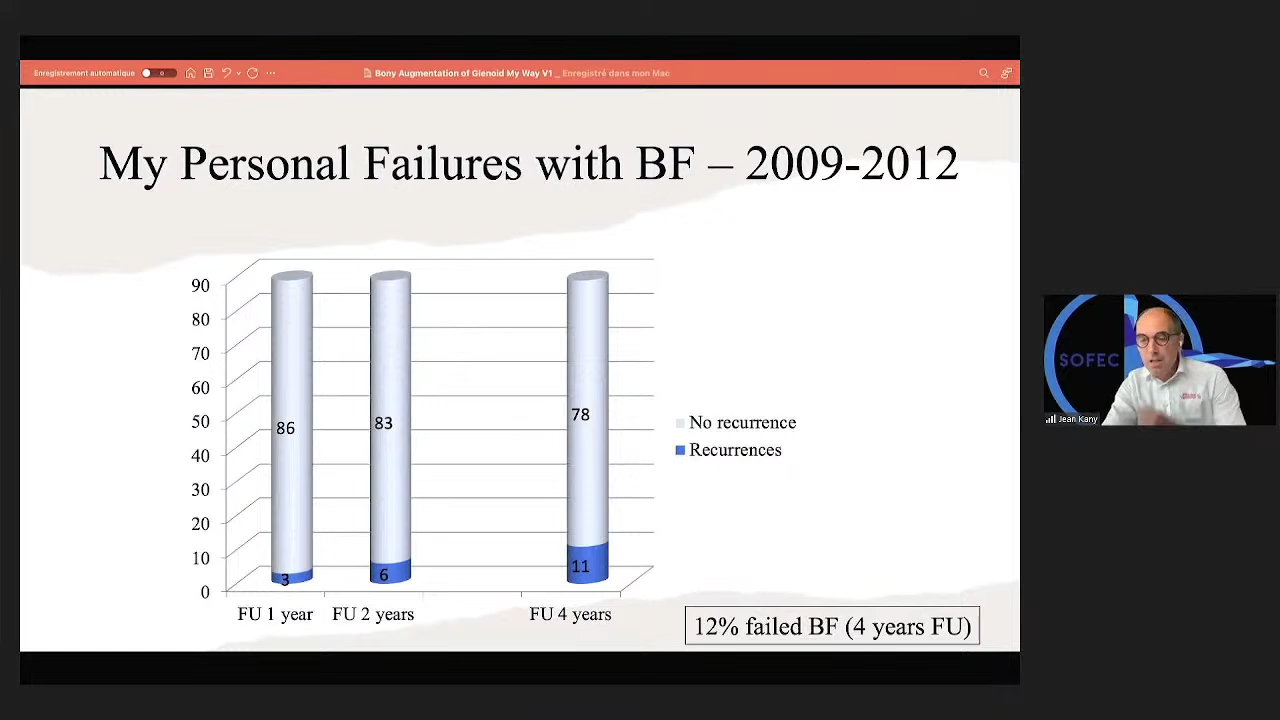 Enregistrement automatique
Bony Augmentation of Glenoid My Way V1 _ Enregistré dans mon Mac
My Personal Failures with BF – 2009-2012
90
80
70
60
50
40
30
20
10
0
86
83
78
3
6
11
FU 1 year
FU 2 years
FU 4 years
No recurrence
Recurrences
12% failed BF (4 years FU)
SOFEC
Jean Kany